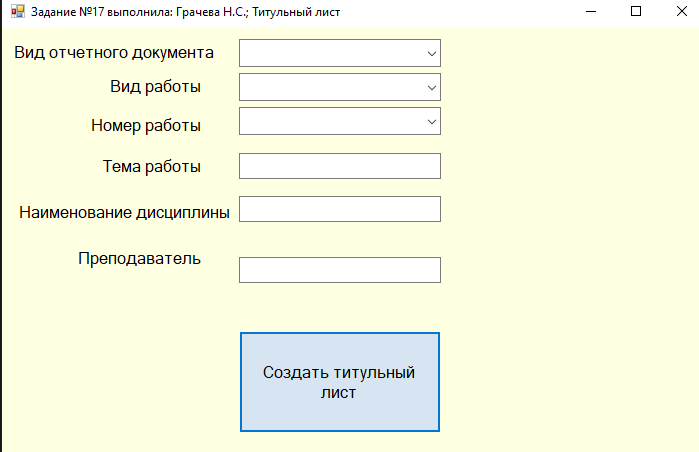 Задание №17 выполнила: Грачева Н.С.; Титульный лист
Вид отчетного документа
Вид работы
Номер работы
Тема работы
Наименование дисциплины
Преподаватель
Создать титульный
лист